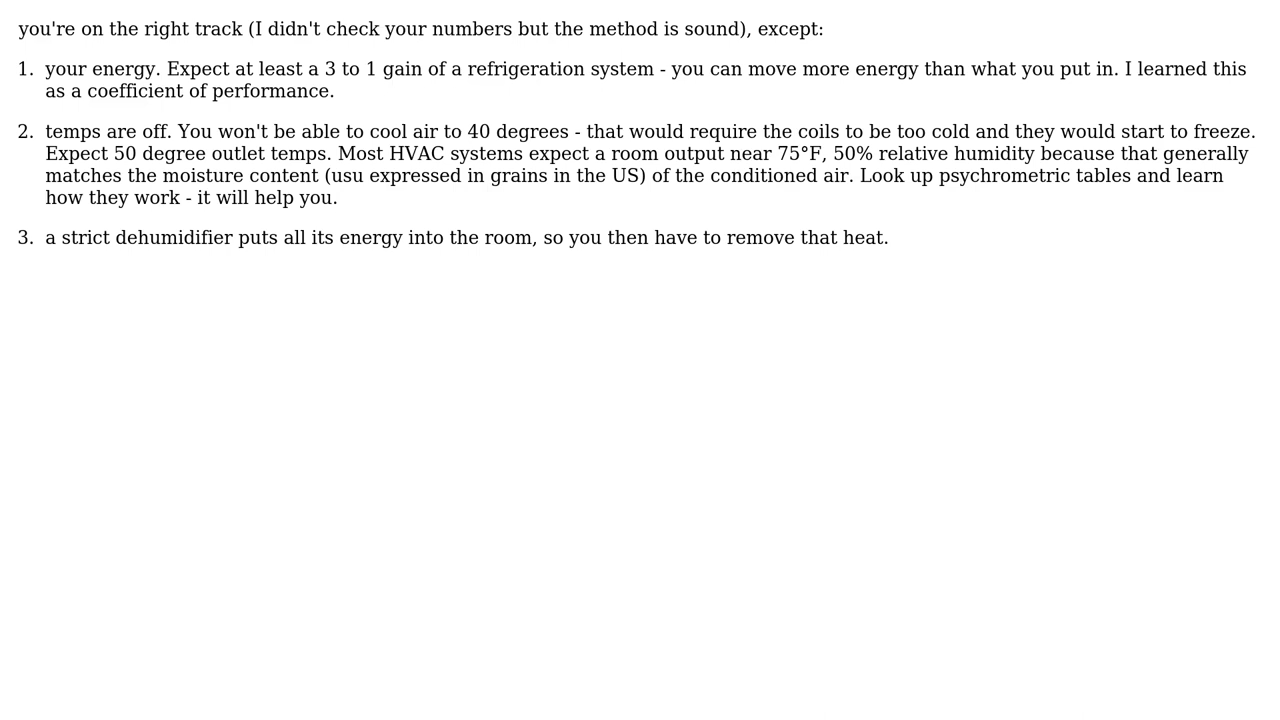 you're on the right track (I didn't check your numbers but the method is sound), except:
1. your energy. Expect at least a 3 to 1 gain of a refrigeration system - you can move more energy than what you put in. I learned this
as a coefficient of performance.
2. temps are off. You won't be able to cool air to 40 degrees - that would require the coils to be too cold and they would start to freeze.
Expect 50 degree outlet temps. Most HVAC systems expect a room output near 75°F, 50% relative humidity because that generally
matches the moisture content (usu expressed in grains in the US) of the conditioned air. Look up psychrometric tables and learn
how they work - it will help you.
3. a strict dehumidifier puts all its energy into the room, so you then have to remove that heat.